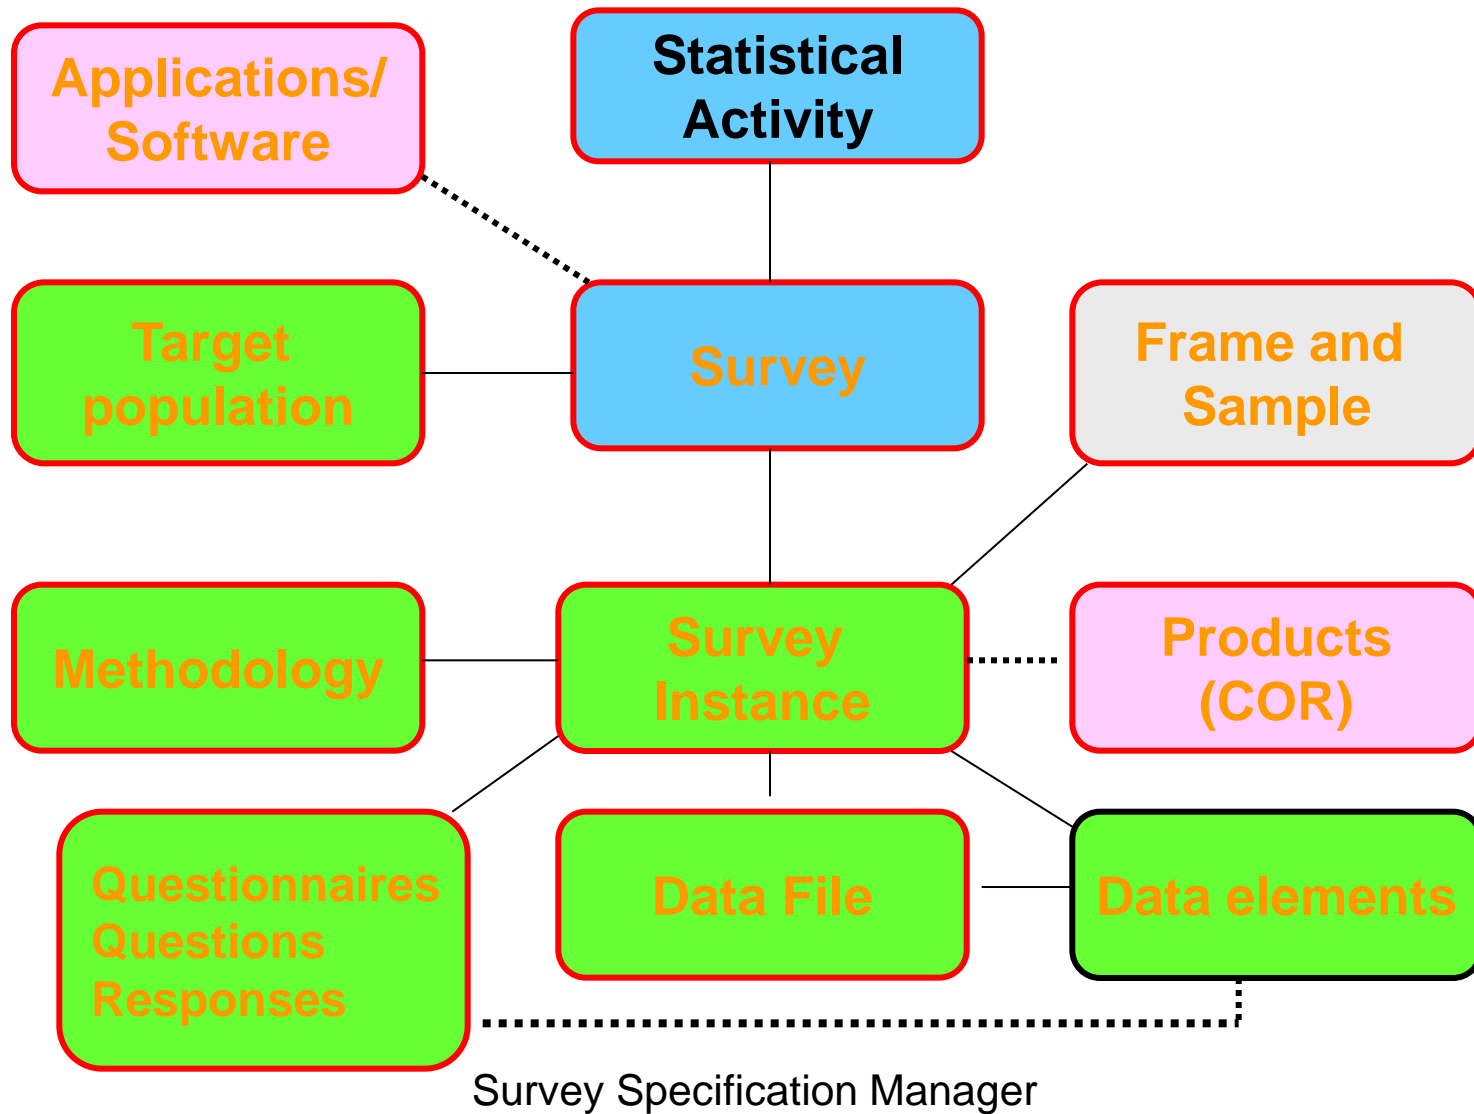 Applications/
Software
Statistical
Activity
Target
population
Survey
Frame and
Sample
Methodology
Survey
Instance
Products
(COR)
Questionnaires
Questions
Responses
Data File
Data elements
Survey Specification Manager